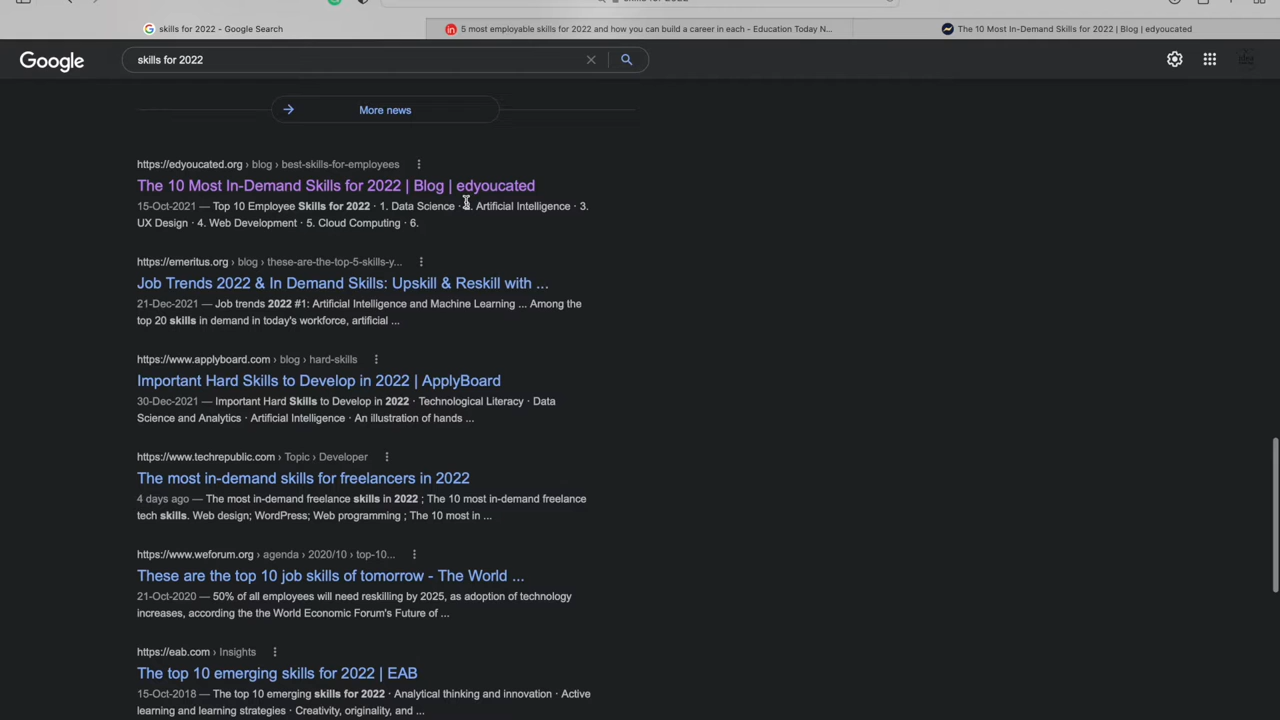 skills for 2022 - Google Search
5 most employable skills for 2022 and how you can build a career in each - Education Today N...
The 10 Most In-Demand Skills for 2022 | Blog | edyoucated
Google
skills for 2022
More news
https://edyoucated.org › blog › best-skills-for-employees
The 10 Most In-Demand Skills for 2022 | Blog | edyoucated
15-Oct-2021 — Top 10 Employee Skills for 2022 · 1. Data Science · 2. Artificial Intelligence · 3.
UX Design · 4. Web Development · 5. Cloud Computing · 6.
https://emeritus.org › blog › these-are-the-top-5-skills-y...
Job Trends 2022 & In Demand Skills: Upskill & Reskill with ...
21-Dec-2021 — Job trends 2022 #1: Artificial Intelligence and Machine Learning ... Among the
top 20 skills in demand in today's workforce, artificial ...
https://www.applyboard.com › blog › hard-skills
Important Hard Skills to Develop in 2022 | ApplyBoard
30-Dec-2021 — Important Hard Skills to Develop in 2022 · Technological Literacy · Data
Science and Analytics · Artificial Intelligence · An illustration of hands ...
https://www.techrepublic.com › Topic › Developer
The most in-demand skills for freelancers in 2022
4 days ago — The most in-demand freelance skills in 2022 ; The 10 most in-demand freelance
tech skills. Web design; WordPress; Web programming ; The 10 most in ...
https://www.weforum.org › agenda › 2020/10 › top-10...
These are the top 10 job skills of tomorrow - The World ...
21-Oct-2020 — 50% of all employees will need reskilling by 2025, as adoption of technology
increases, according the the World Economic Forum's Future of ...
https://eab.com › Insights
The top 10 emerging skills for 2022 | EAB
15-Oct-2018 — The top 10 emerging skills for 2022 · Analytical thinking and innovation · Active
learning and learning strategies · Creativity, originality, and ...